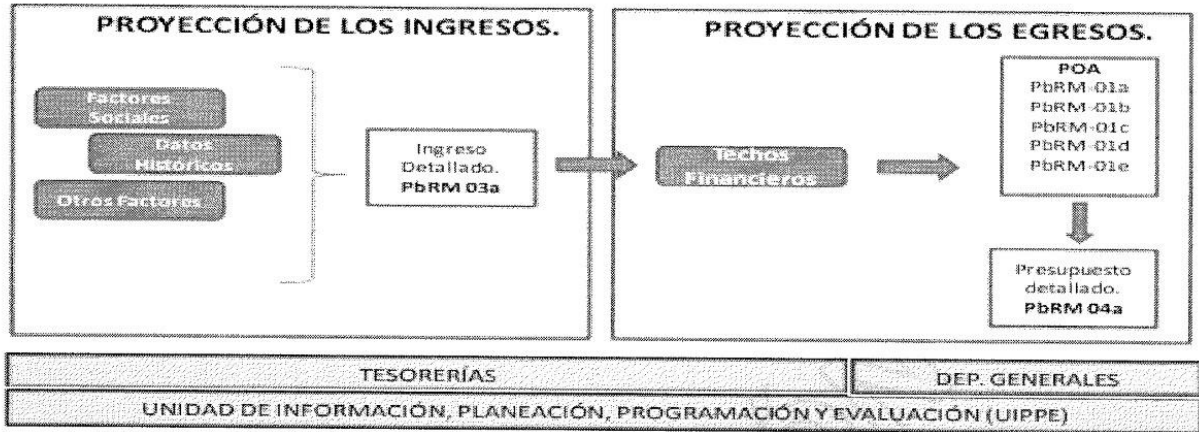 PROYECCIÓN DE LOS INGRESOS.
Factores
Sociales
Datos
Históricos
Otros Factores
Ingreso
Detallado.
PbRM 03a
PROYECCIÓN DE LOS EGRESOS.
Techos
Financieros
POA
PbRM-01a
PbRM-01b
PbRM-01c
PbRM-01d
PbRM-01e
Presupuesto
detallado.
PbRM 04a
TESORERÍAS
DEP. GENERALES
UNIDAD DE INFORMACIÓN, PLANEACIÓN, PROGRAMACIÓN Y EVALUACIÓN (UIPPE)